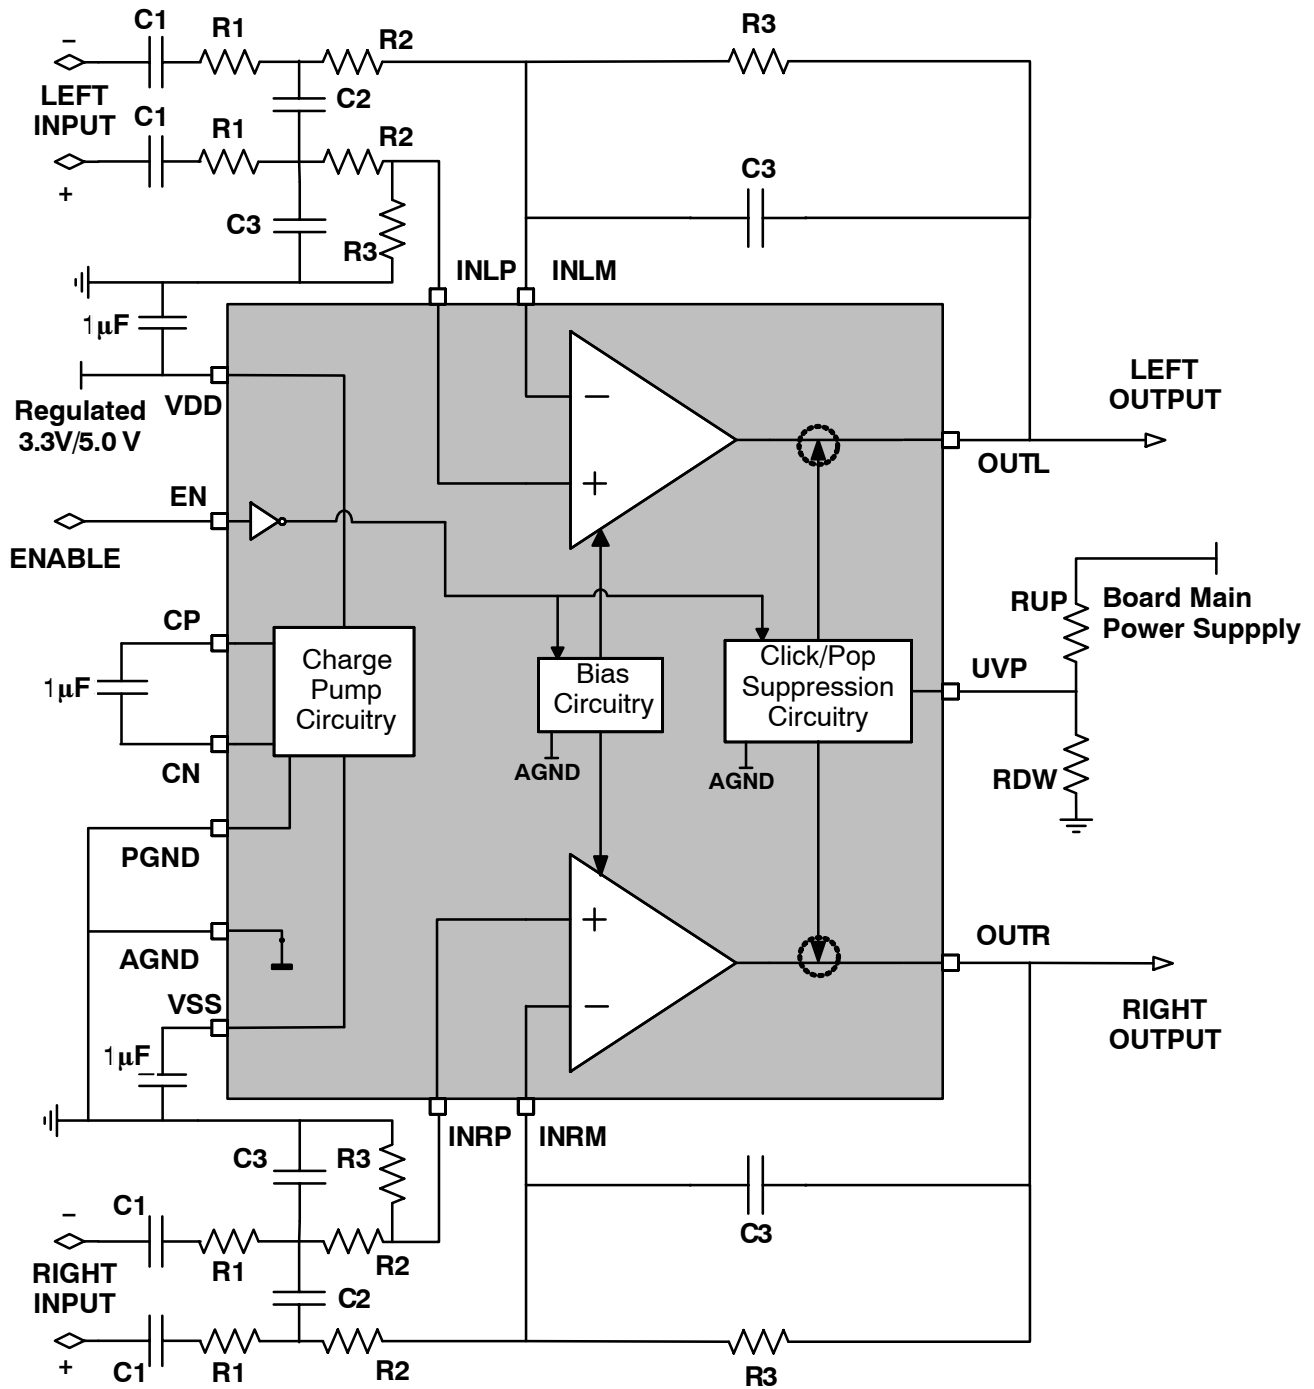 C1
R1
R2
R3
−
LEFT
INPUT
C1
R1
C2
R2
+
C3
R3
C3
INLP
INLM
1µF
VDD
Regulated
3.3V/5.0 V
−
+
LEFT
OUTPUT
OUTL
EN
ENABLE
CP
1µF
CN
Charge
Pump
Circuitry
Bias
Circuitry
AGND
Click/Pop
Suppression
Circuitry
AGND
RUP
Board Main
Power Suppply
UVP
RDW
PGND
AGND
VSS
1µF
+
−
OUTR
RIGHT
OUTPUT
INRP
INRM
C3
R3
C3
−
C1
R1
R2
RIGHT
INPUT
C2
+
C1
R1
R2
R3